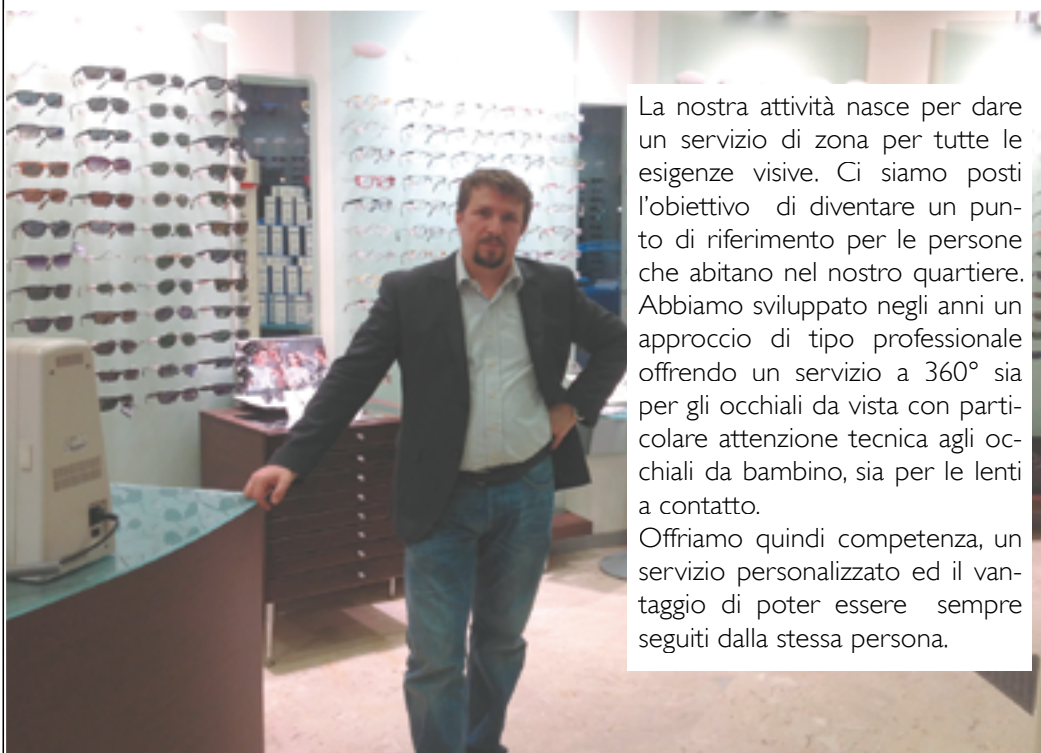 La nostra attività nasce per dare
un servizio di zona per tutte le
esigenze visive. Ci siamo posti
l'obiettivo di diventare un pun-
to di riferimento per le persone
che abitano nel nostro quartiere.
Abbiamo sviluppato negli anni un
approccio di tipo professionale
offrendo un servizio a 360° sia
per gli occhiali da vista con parti-
colare attenzione tecnica agli oc-
chiali da bambino, sia per le lenti
a contatto.
Offriamo quindi competenza, un
servizio personalizzato ed il van-
taggio di poter essere sempre
seguiti dalla stessa persona.